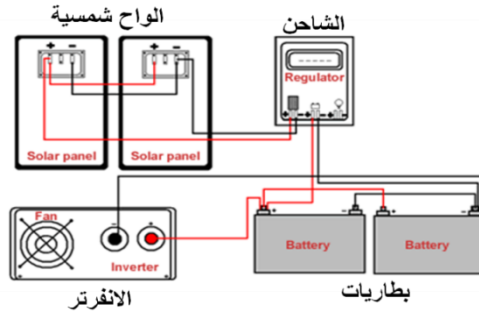 الواح شمسية
الشاحن
Regulator
Solar panel
Solar panel
Fan
Inverter
Battery
Battery
الانفرتر
بطاريات